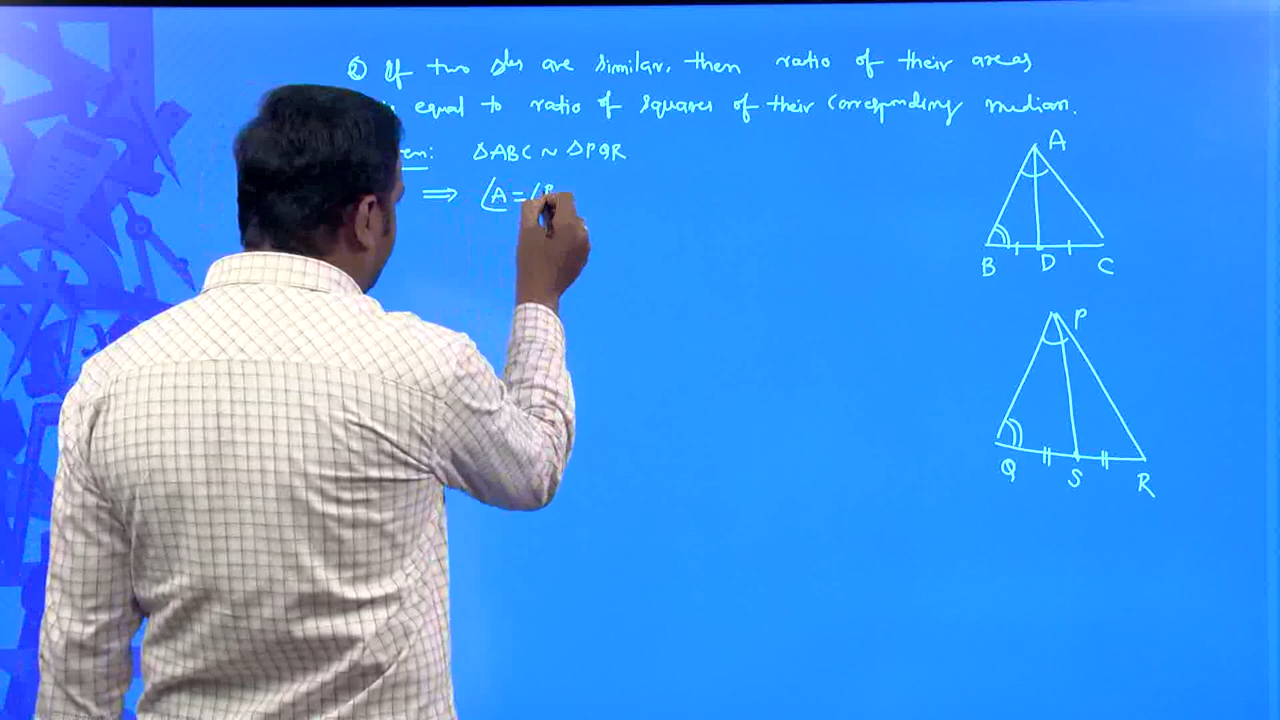 ② If two Δles are similar, then ratio of their areas
equal to ratio of squares of their corresponding median.
ΔABC ~ ΔPQR
⟹ ∠A = ∠P
A
B D C
P
Q S R